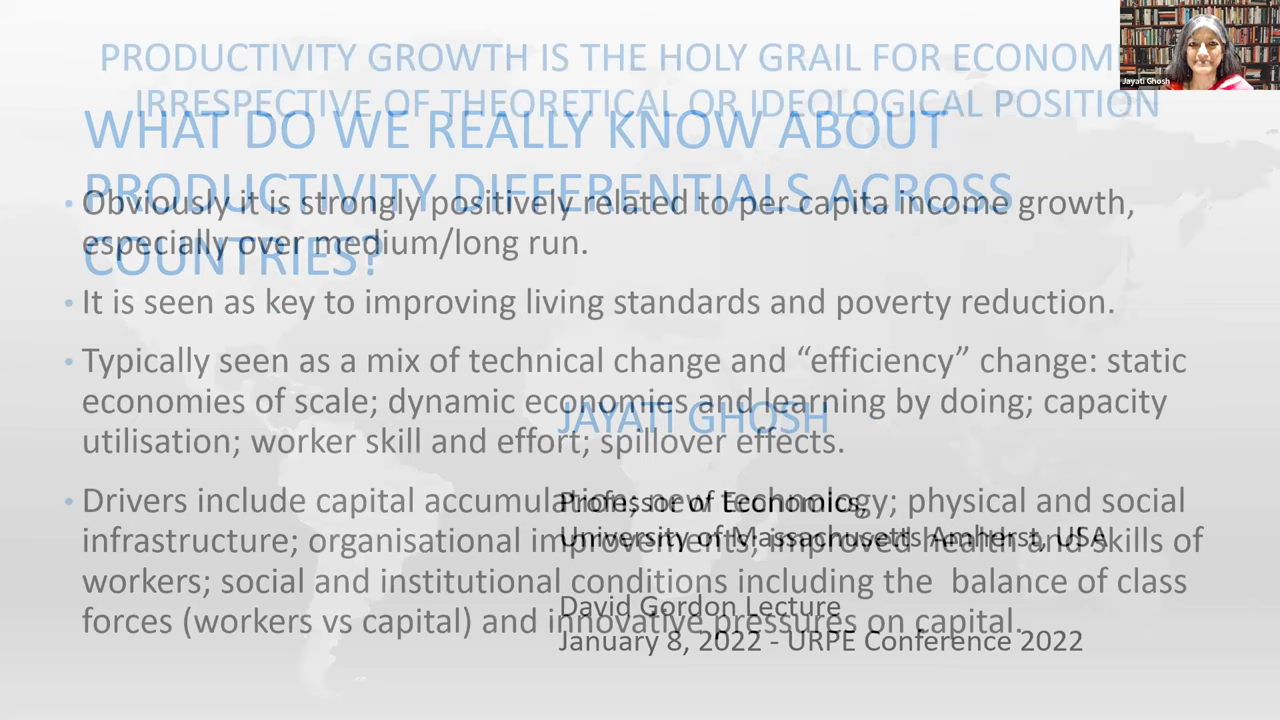 PRODUCTIVITY GROWTH IS THE HOLY GRAIL FOR ECONOM
IRRESPECTIVE OF THEORETICAL OR IDEOLOGICAL POSITION
WHAT DO WE REALLY KNOW ABOUT
PRODUCTIVITY DIFFERENTIALS ACROSS
COUNTRIES?
Jayati Ghosh
• Obviously it is strongly positively related to per capita income growth,
especially over medium/long run.
• It is seen as key to improving living standards and poverty reduction.
• Typically seen as a mix of technical change and “efficiency” change: static
economies of scale; dynamic economies and learning by doing; capacity
utilisation; worker skill and effort; spillover effects.
• Drivers include capital accumulation; new technology; physical and social
infrastructure; organisational improvements; improved health and skills of
workers; social and institutional conditions including the balance of class
forces (workers vs capital) and innovative pressures on capital.
JAYATI GHOSH
Professor of Economics,
University of Massachusetts Amherst, USA
David Gordon Lecture
January 8, 2022 - URPE Conference 2022